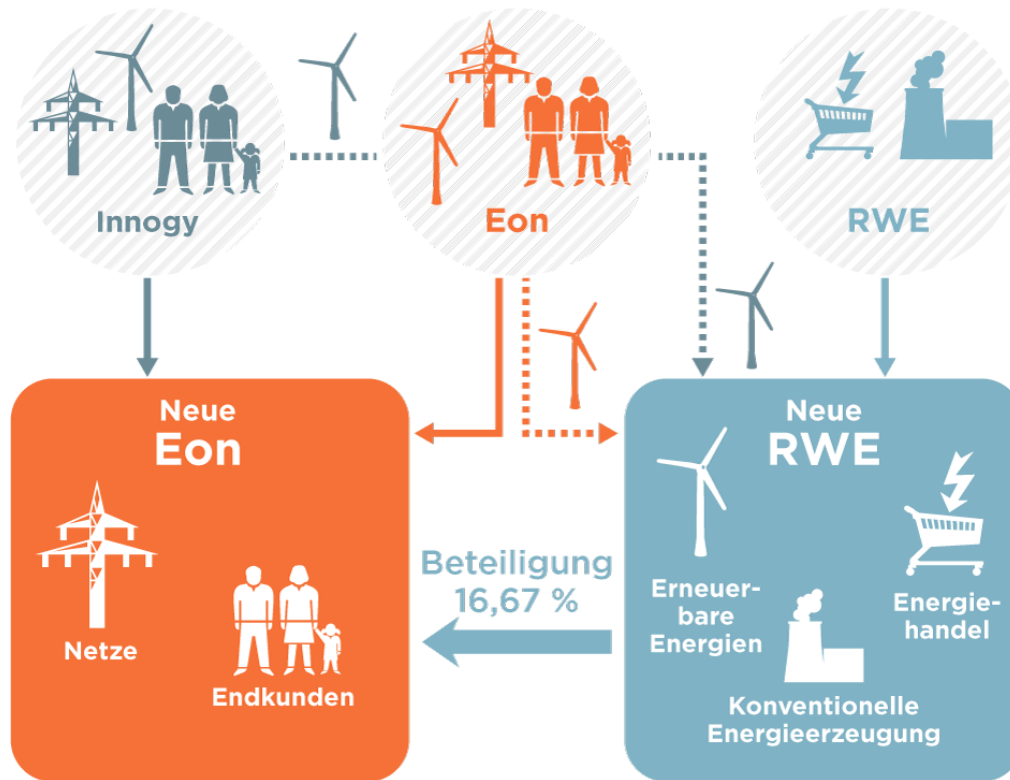 Innogy
Eon
RWE
Neue
Eon
Netze
Endkunden
Beteiligung
16,67 %
Neue
RWE
Erneuer-
bare
Energien
Energie-
handel
Konventionelle
Energieerzeugung